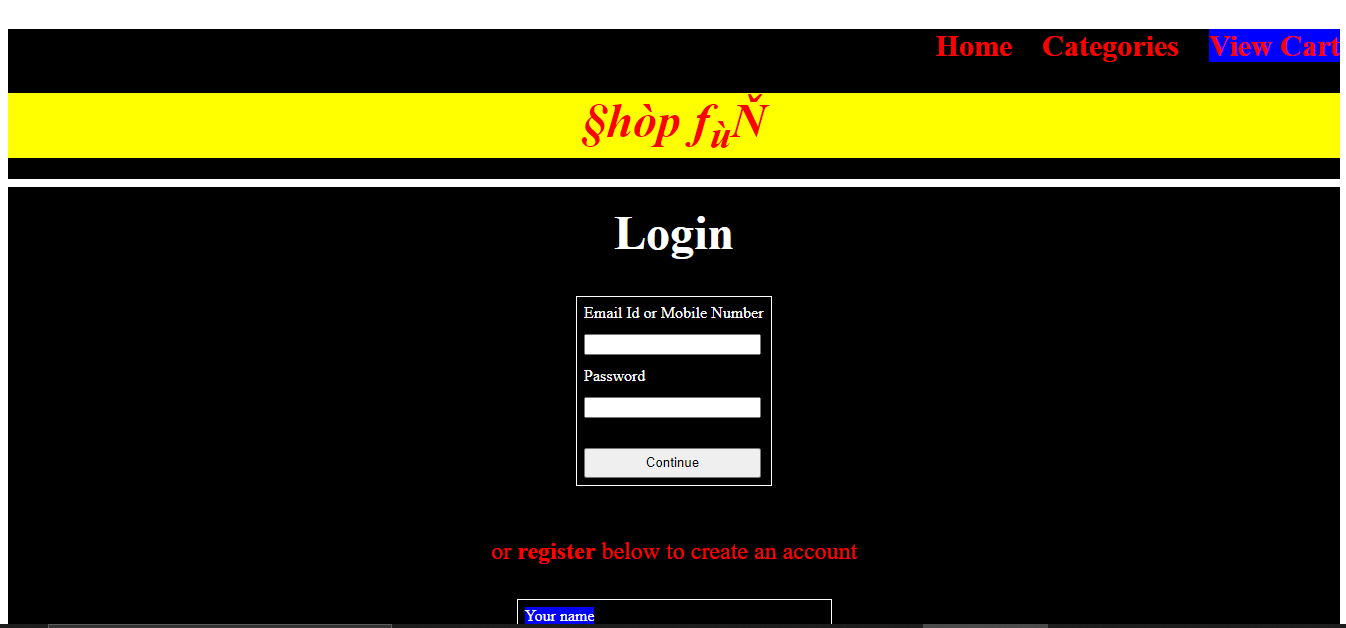 Home Categories View Cart
§hòp fùŇ
Login
Email Id or Mobile Number
Password
Continue
or register below to create an account
Your name